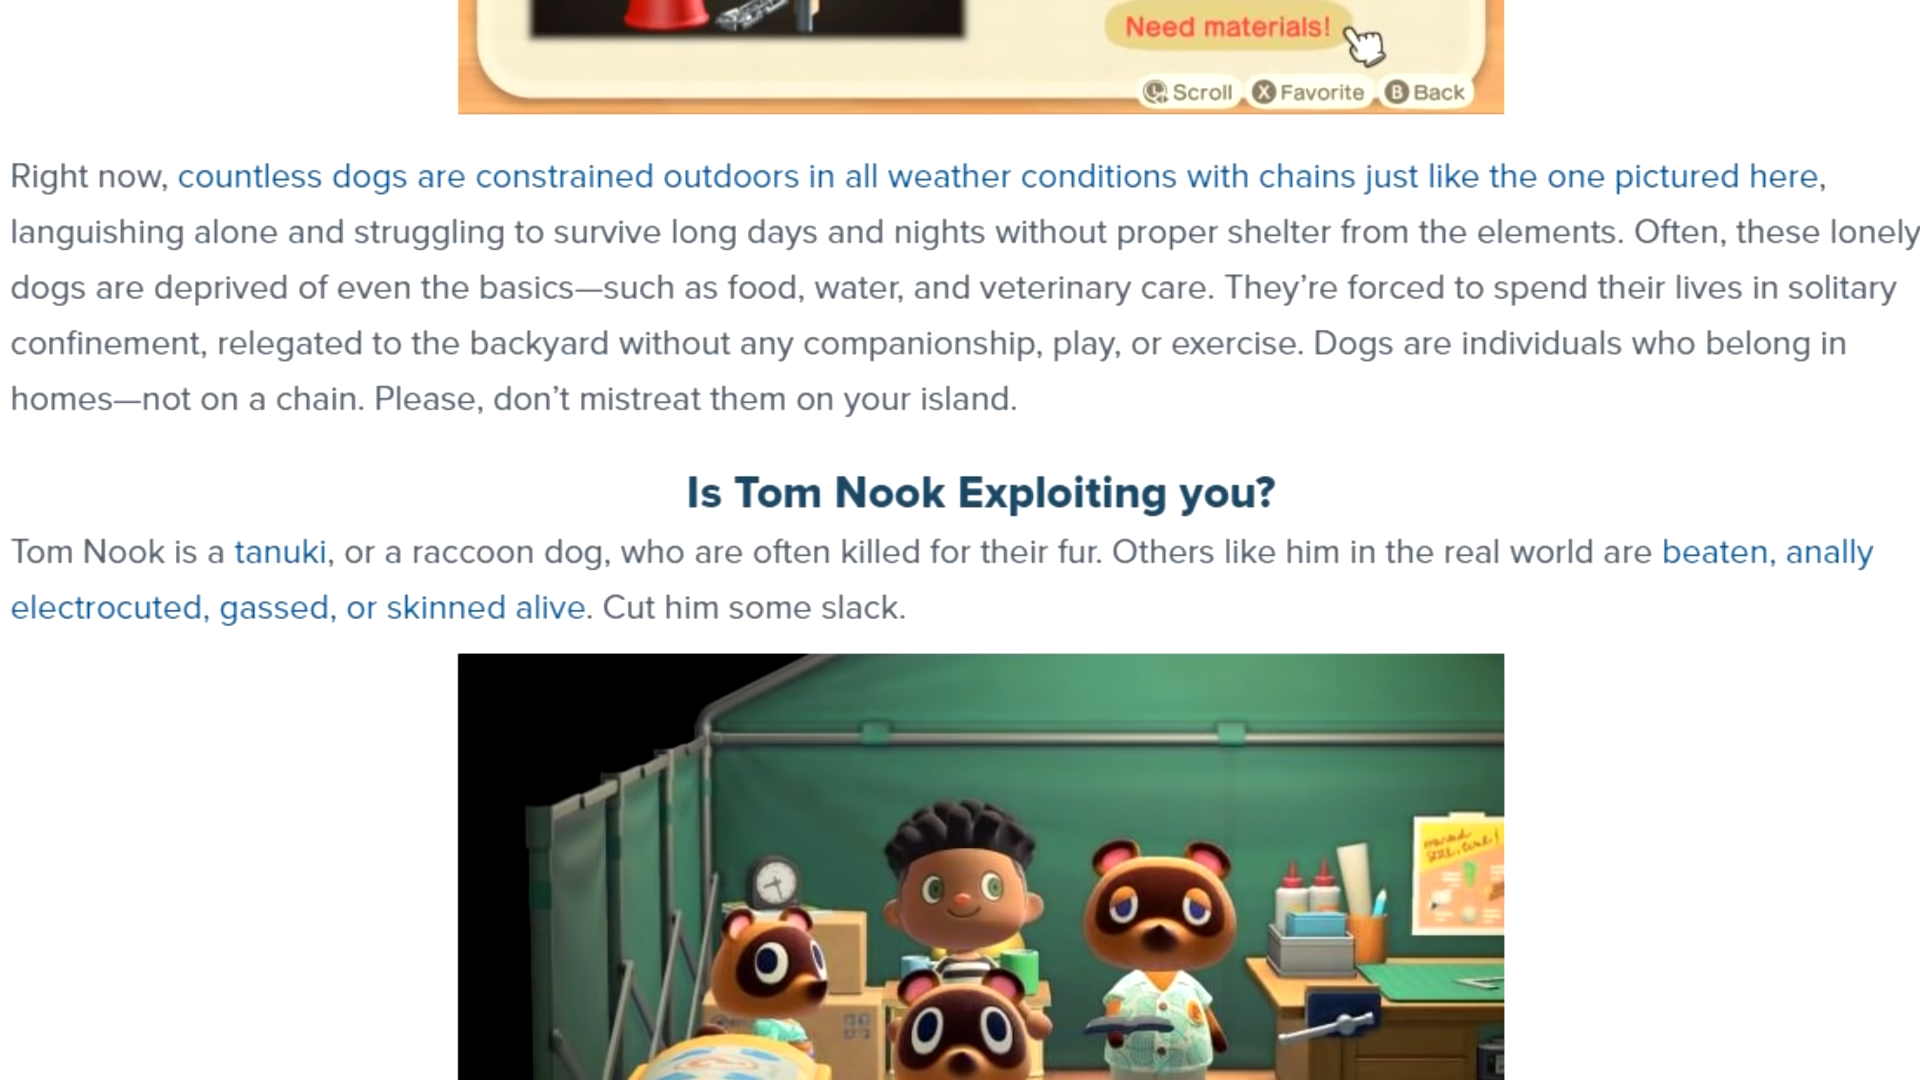 Need materials!
Scroll X Favorite B Back
Right now, countless dogs are constrained outdoors in all weather conditions with chains just like the one pictured here,
languishing alone and struggling to survive long days and nights without proper shelter from the elements. Often, these lonely
dogs are deprived of even the basics—such as food, water, and veterinary care. They’re forced to spend their lives in solitary
confinement, relegated to the backyard without any companionship, play, or exercise. Dogs are individuals who belong in
homes—not on a chain. Please, don’t mistreat them on your island.
Is Tom Nook Exploiting you?
Tom Nook is a tanuki, or a raccoon dog, who are often killed for their fur. Others like him in the real world are beaten, anally
electrocuted, gassed, or skinned alive. Cut him some slack.